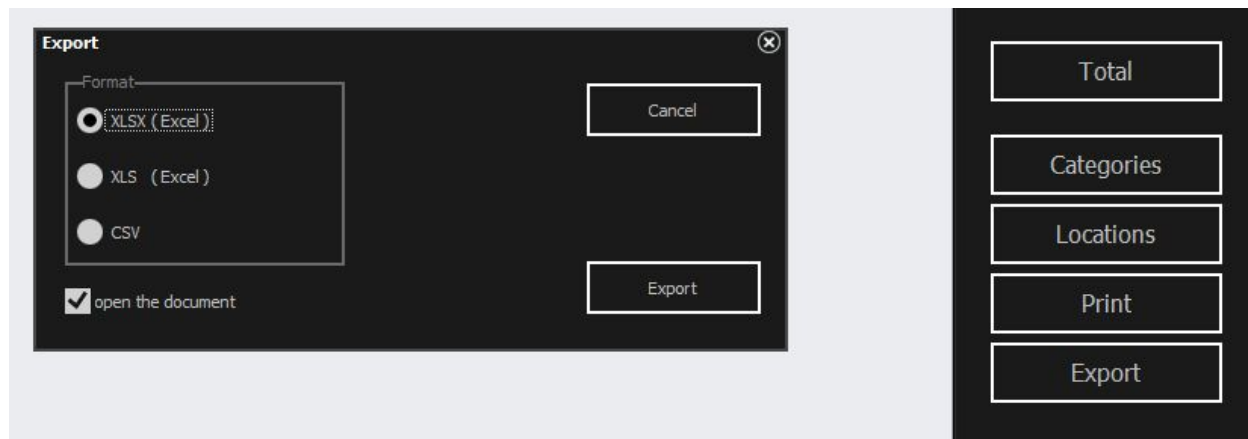 Export
Format
XLSX ( Excel )
XLS ( Excel )
CSV
open the document
Cancel
Export
Total
Categories
Locations
Print
Export